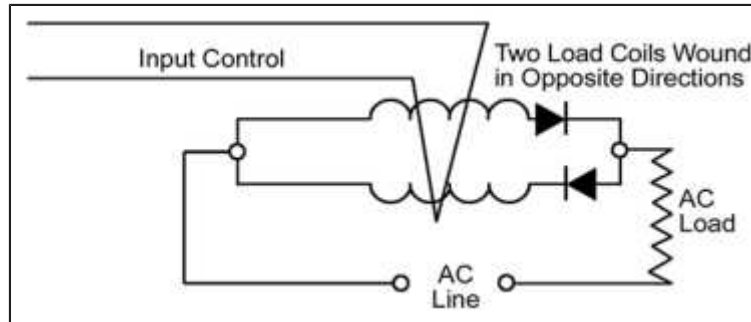 Input Control
Two Load Coils Wound
in Opposite Directions
AC
Load
AC
Line